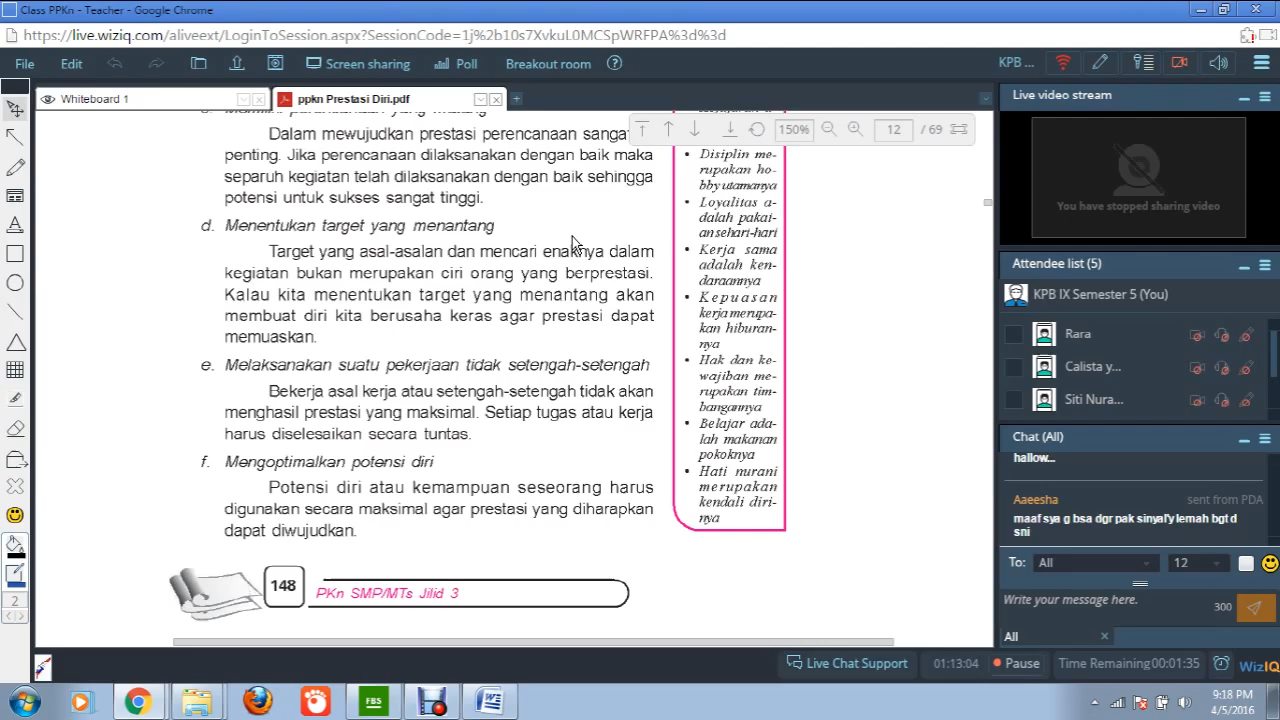 Class PPKn - Teacher - Google Chrome
https://live.wiziq.com/aliveext/LoginToSession.aspx?SessionCode=1j%2b10s7XvkuL0MCSpWRFPA%3d%3d
File Edit Screen sharing Poll Breakout room KPB ...
Whiteboard 1
ppkn Prestasi Diri.pdf
150% 12 / 69
Dalam mewujudkan prestasi perencanaan sangat
penting. Jika perencanaan dilaksanakan dengan baik maka
separuh kegiatan telah dilaksanakan dengan baik sehingga
potensi untuk sukses sangat tinggi.
d. Menentukan target yang menantang
Target yang asal-asalan dan mencari enaknya dalam
kegiatan bukan merupakan ciri orang yang berprestasi.
Kalau kita menentukan target yang menantang akan
membuat diri kita berusaha keras agar prestasi dapat
memuaskan.
e. Melaksanakan suatu pekerjaan tidak setengah-setengah
Bekerja asal kerja atau setengah-setengah tidak akan
menghasil prestasi yang maksimal. Setiap tugas atau kerja
harus diselesaikan secara tuntas.
f. Mengoptimalkan potensi diri
Potensi diri atau kemampuan seseorang harus
digunakan secara maksimal agar prestasi yang diharapkan
dapat diwujudkan.
148
PKn SMP/MTs Jilid 3
• Disiplin me-
rupakan ho-
bby utamanya
• Loyalitas a-
dalah pakai-
an sehari-hari
• Kerja sama
adalah ken-
daraannya
• Kepuasan
kerja merupa-
kan hiburan-
nya
• Hak dan ke-
wajiban me-
rupakan tim-
bangannya
• Belajar ada-
lah makanan
pokoknya
• Hati nurani
merupakan
kendali diri-
nya
Live video stream
You have stopped sharing video
Attendee list (5)
KPB IX Semester 5 (You)
Rara
Calista y...
Siti Nura...
Chat (All)
hallow...
Aaeesha sent from PDA
maaf sya g bsa dgr pak sinyal'y lemah bgt d
sni
To: All 12
Write your message here.
300
All
2
Live Chat Support 01:13:04 Pause Time Remaining 00:01:35 WizIQ
FBS
9:18 PM
4/5/2016